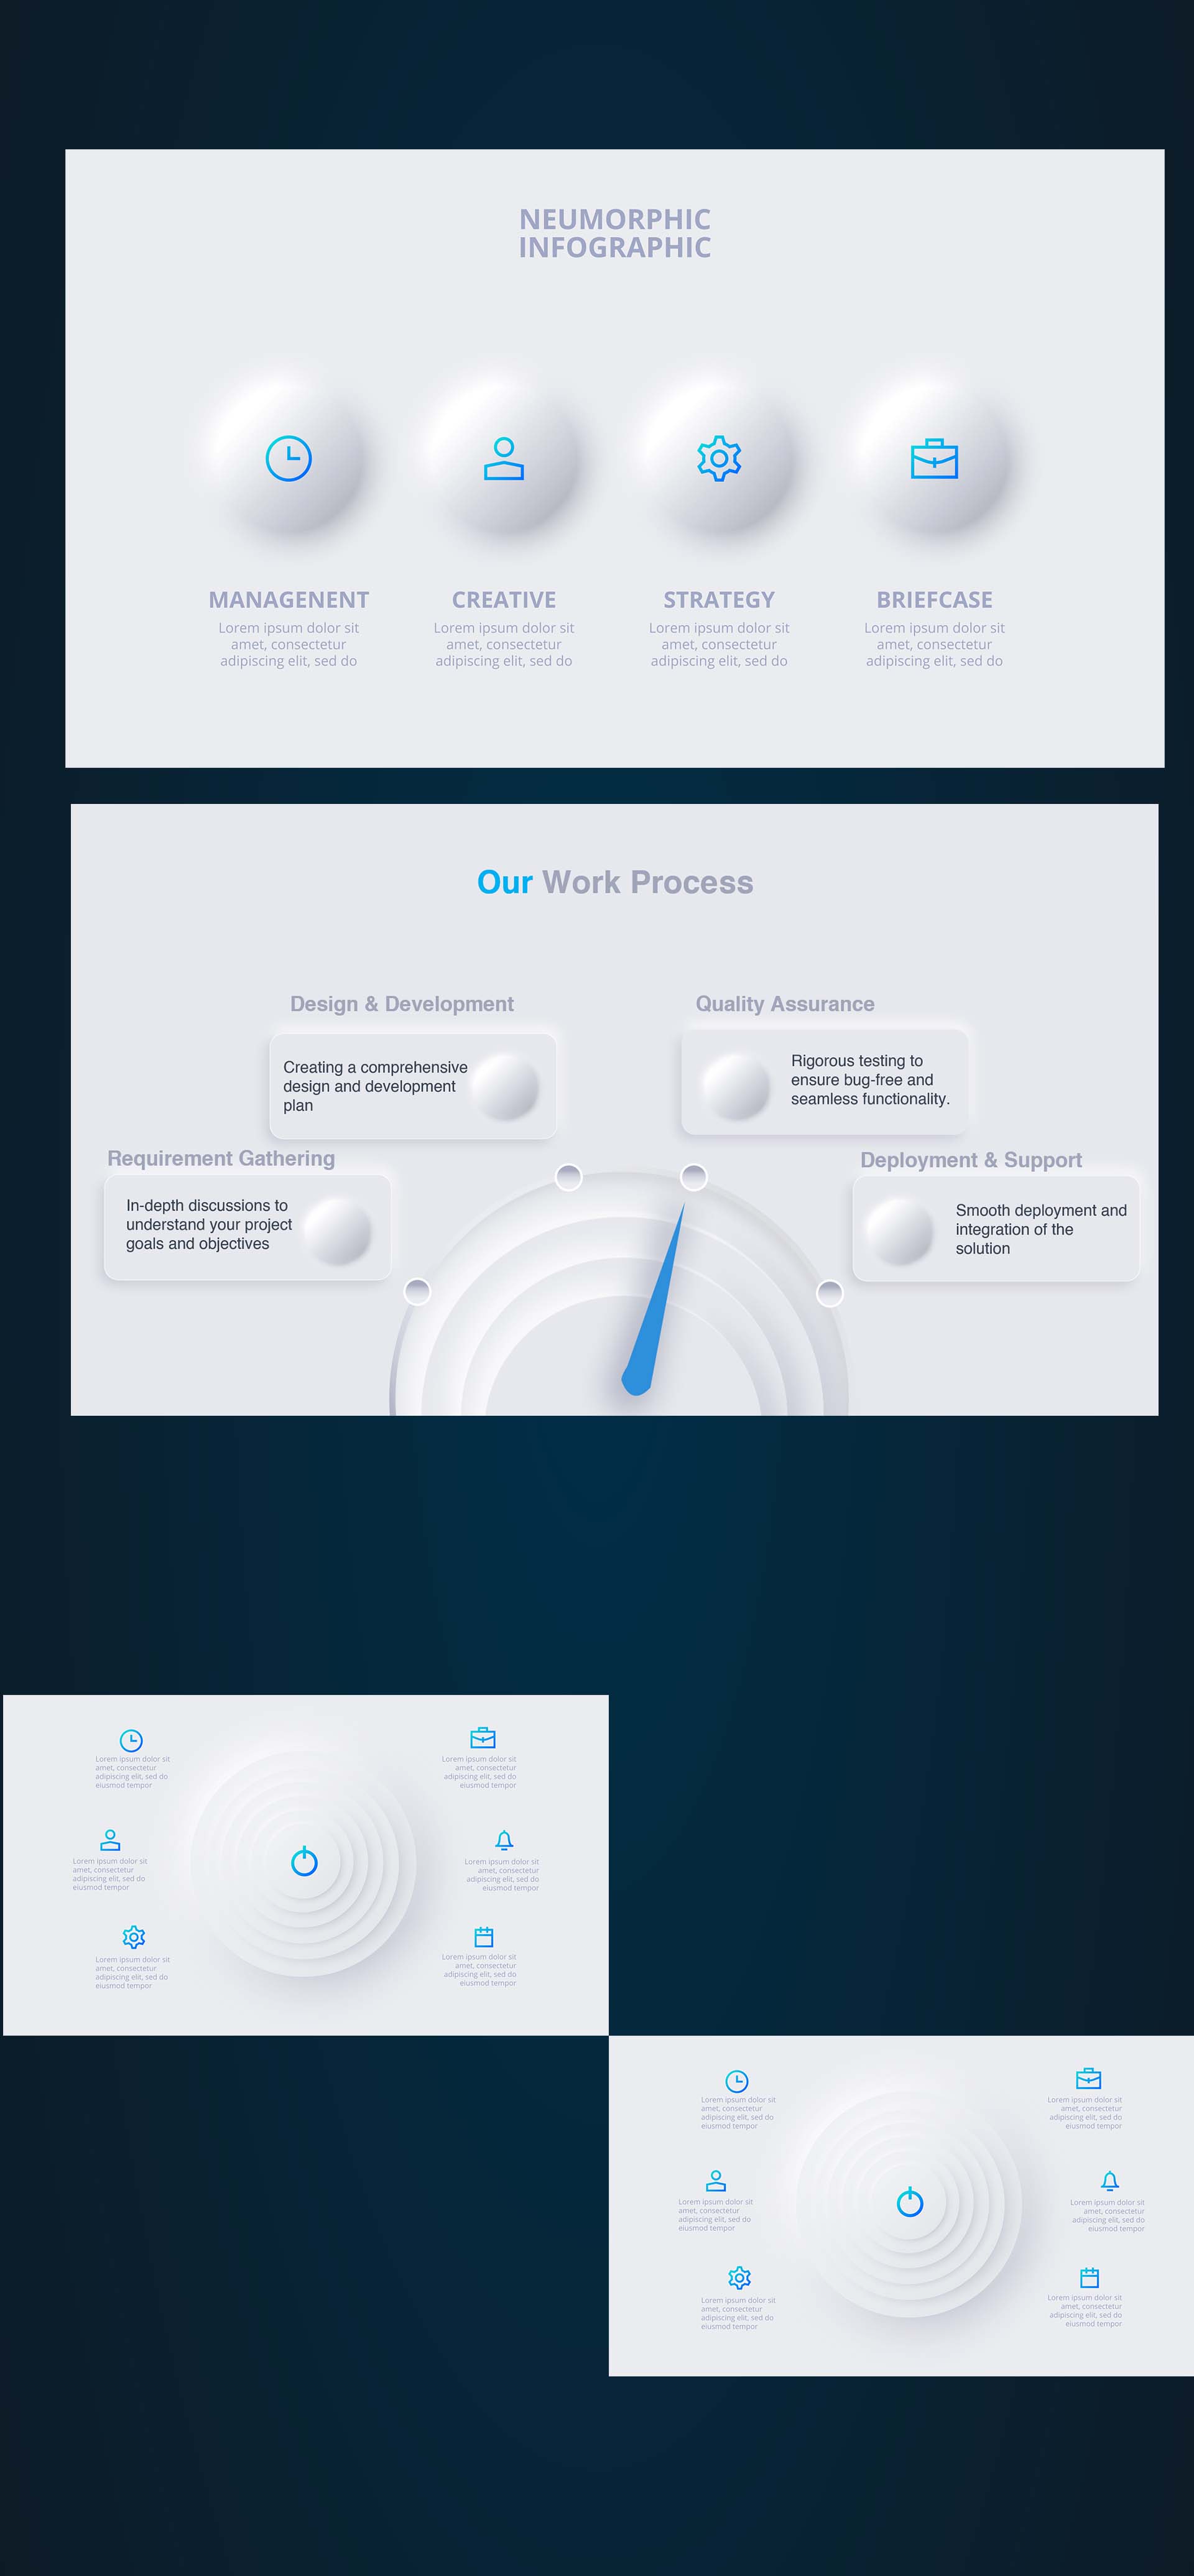 NEUMORPHIC
INFOGRAPHIC
MANAGENENT
Lorem ipsum dolor sit
amet, consectetur
adipiscing elit, sed do
CREATIVE
Lorem ipsum dolor sit
amet, consectetur
adipiscing elit, sed do
STRATEGY
Lorem ipsum dolor sit
amet, consectetur
adipiscing elit, sed do
BRIEFCASE
Lorem ipsum dolor sit
amet, consectetur
adipiscing elit, sed do
Our Work Process
Design & Development
Creating a comprehensive
design and development
plan
Quality Assurance
Rigorous testing to
ensure bug-free and
seamless functionality.
Requirement Gathering
In-depth discussions to
understand your project
goals and objectives
Deployment & Support
Smooth deployment and
integration of the
solution
Lorem ipsum dolor sit
amet, consectetur
adipiscing elit, sed do
eiusmod tempor
Lorem ipsum dolor sit
amet, consectetur
adipiscing elit, sed do
eiusmod tempor
Lorem ipsum dolor sit
amet, consectetur
adipiscing elit, sed do
eiusmod tempor
Lorem ipsum dolor sit
amet, consectetur
adipiscing elit, sed do
eiusmod tempor
Lorem ipsum dolor sit
amet, consectetur
adipiscing elit, sed do
eiusmod tempor
Lorem ipsum dolor sit
amet, consectetur
adipiscing elit, sed do
eiusmod tempor
Lorem ipsum dolor sit
amet, consectetur
adipiscing elit, sed do
eiusmod tempor
Lorem ipsum dolor sit
amet, consectetur
adipiscing elit, sed do
eiusmod tempor
Lorem ipsum dolor sit
amet, consectetur
adipiscing elit, sed do
eiusmod tempor
Lorem ipsum dolor sit
amet, consectetur
adipiscing elit, sed do
eiusmod tempor
Lorem ipsum dolor sit
amet, consectetur
adipiscing elit, sed do
eiusmod tempor
Lorem ipsum dolor sit
amet, consectetur
adipiscing elit, sed do
eiusmod tempor